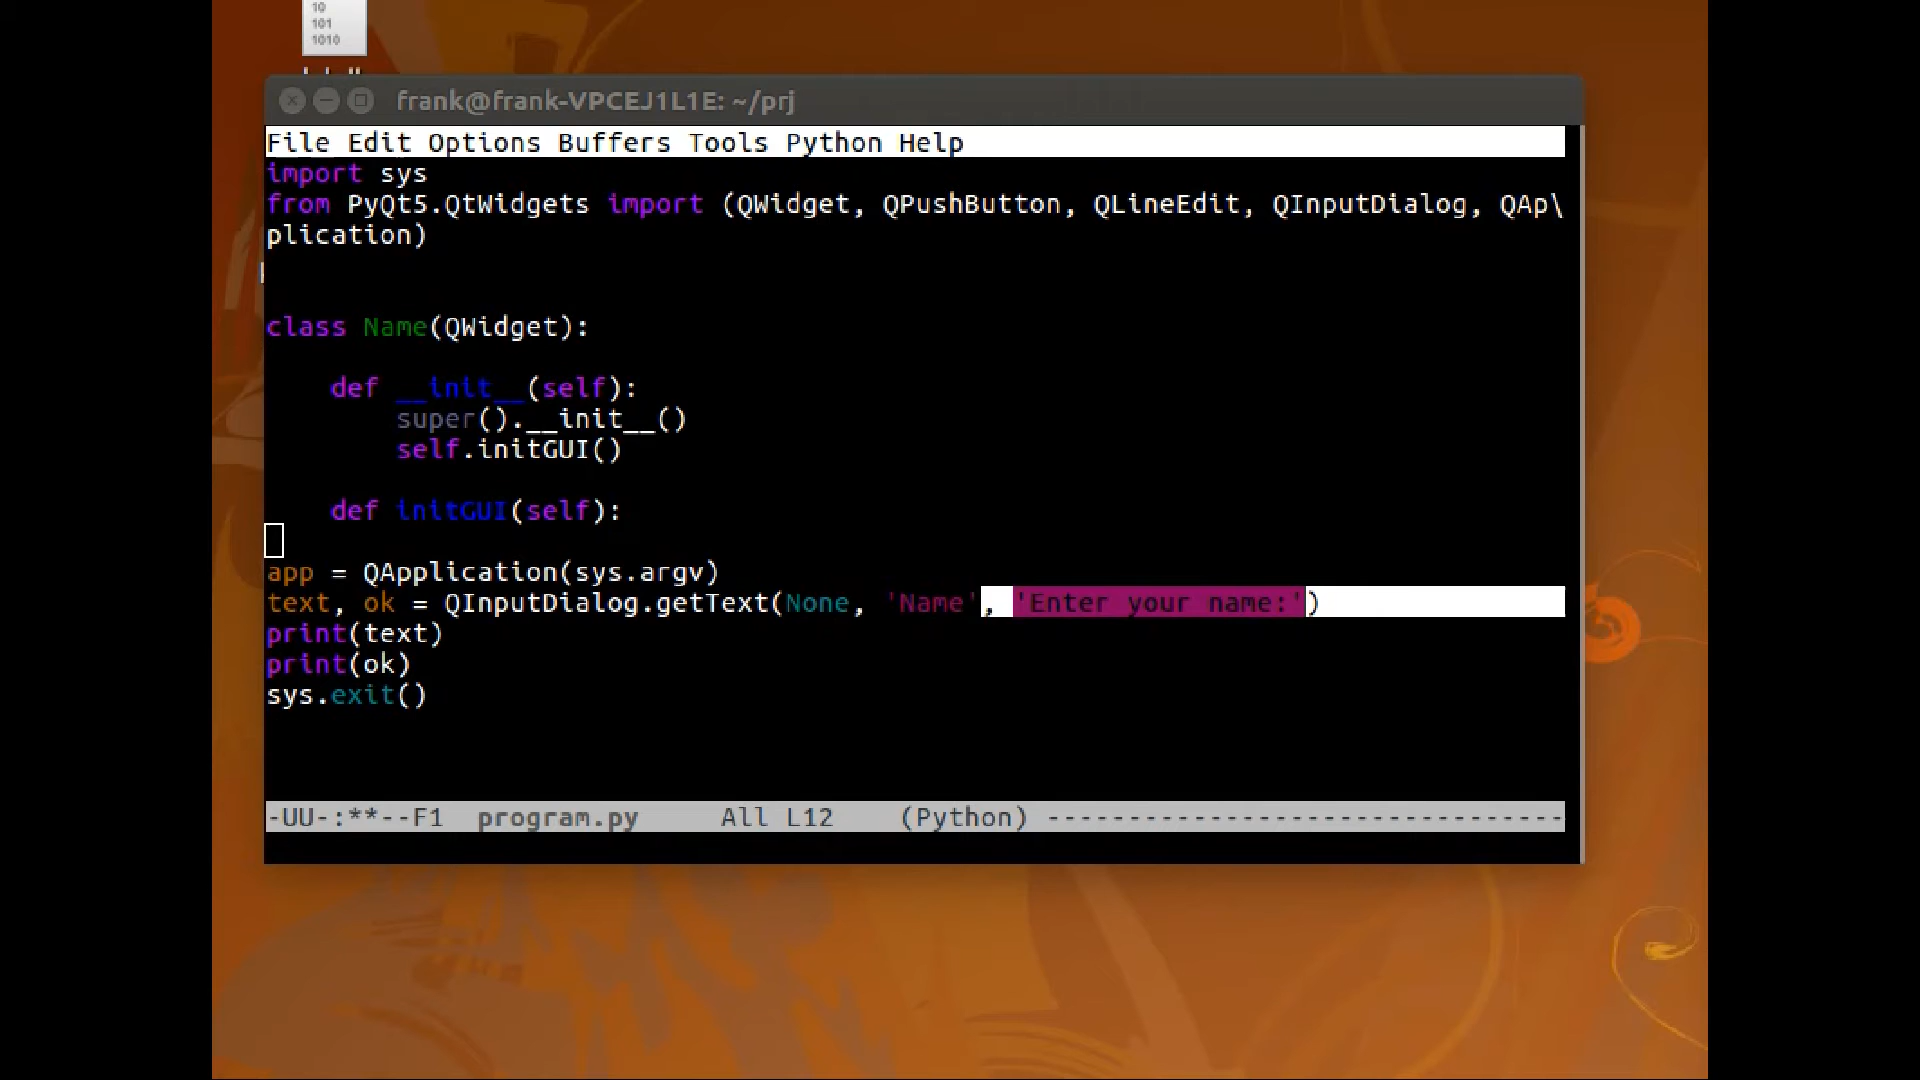 10
101
1010
frank@frank-VPCEJ1L1E: ~/prj
File Edit Options Buffers Tools Python Help
import sys
from PyQt5.QtWidgets import (QWidget, QPushButton, QLineEdit, QInputDialog, QAp\
plication)
class Name(QWidget):
def __init__(self):
super().__init__()
self.initGUI()
def initGUI(self):
app = QApplication(sys.argv)
text, ok = QInputDialog.getText(None, 'Name', 'Enter your name:')
print(text)
print(ok)
sys.exit()
-UU-:**--F1  program.py     All L12    (Python) --------------------------------